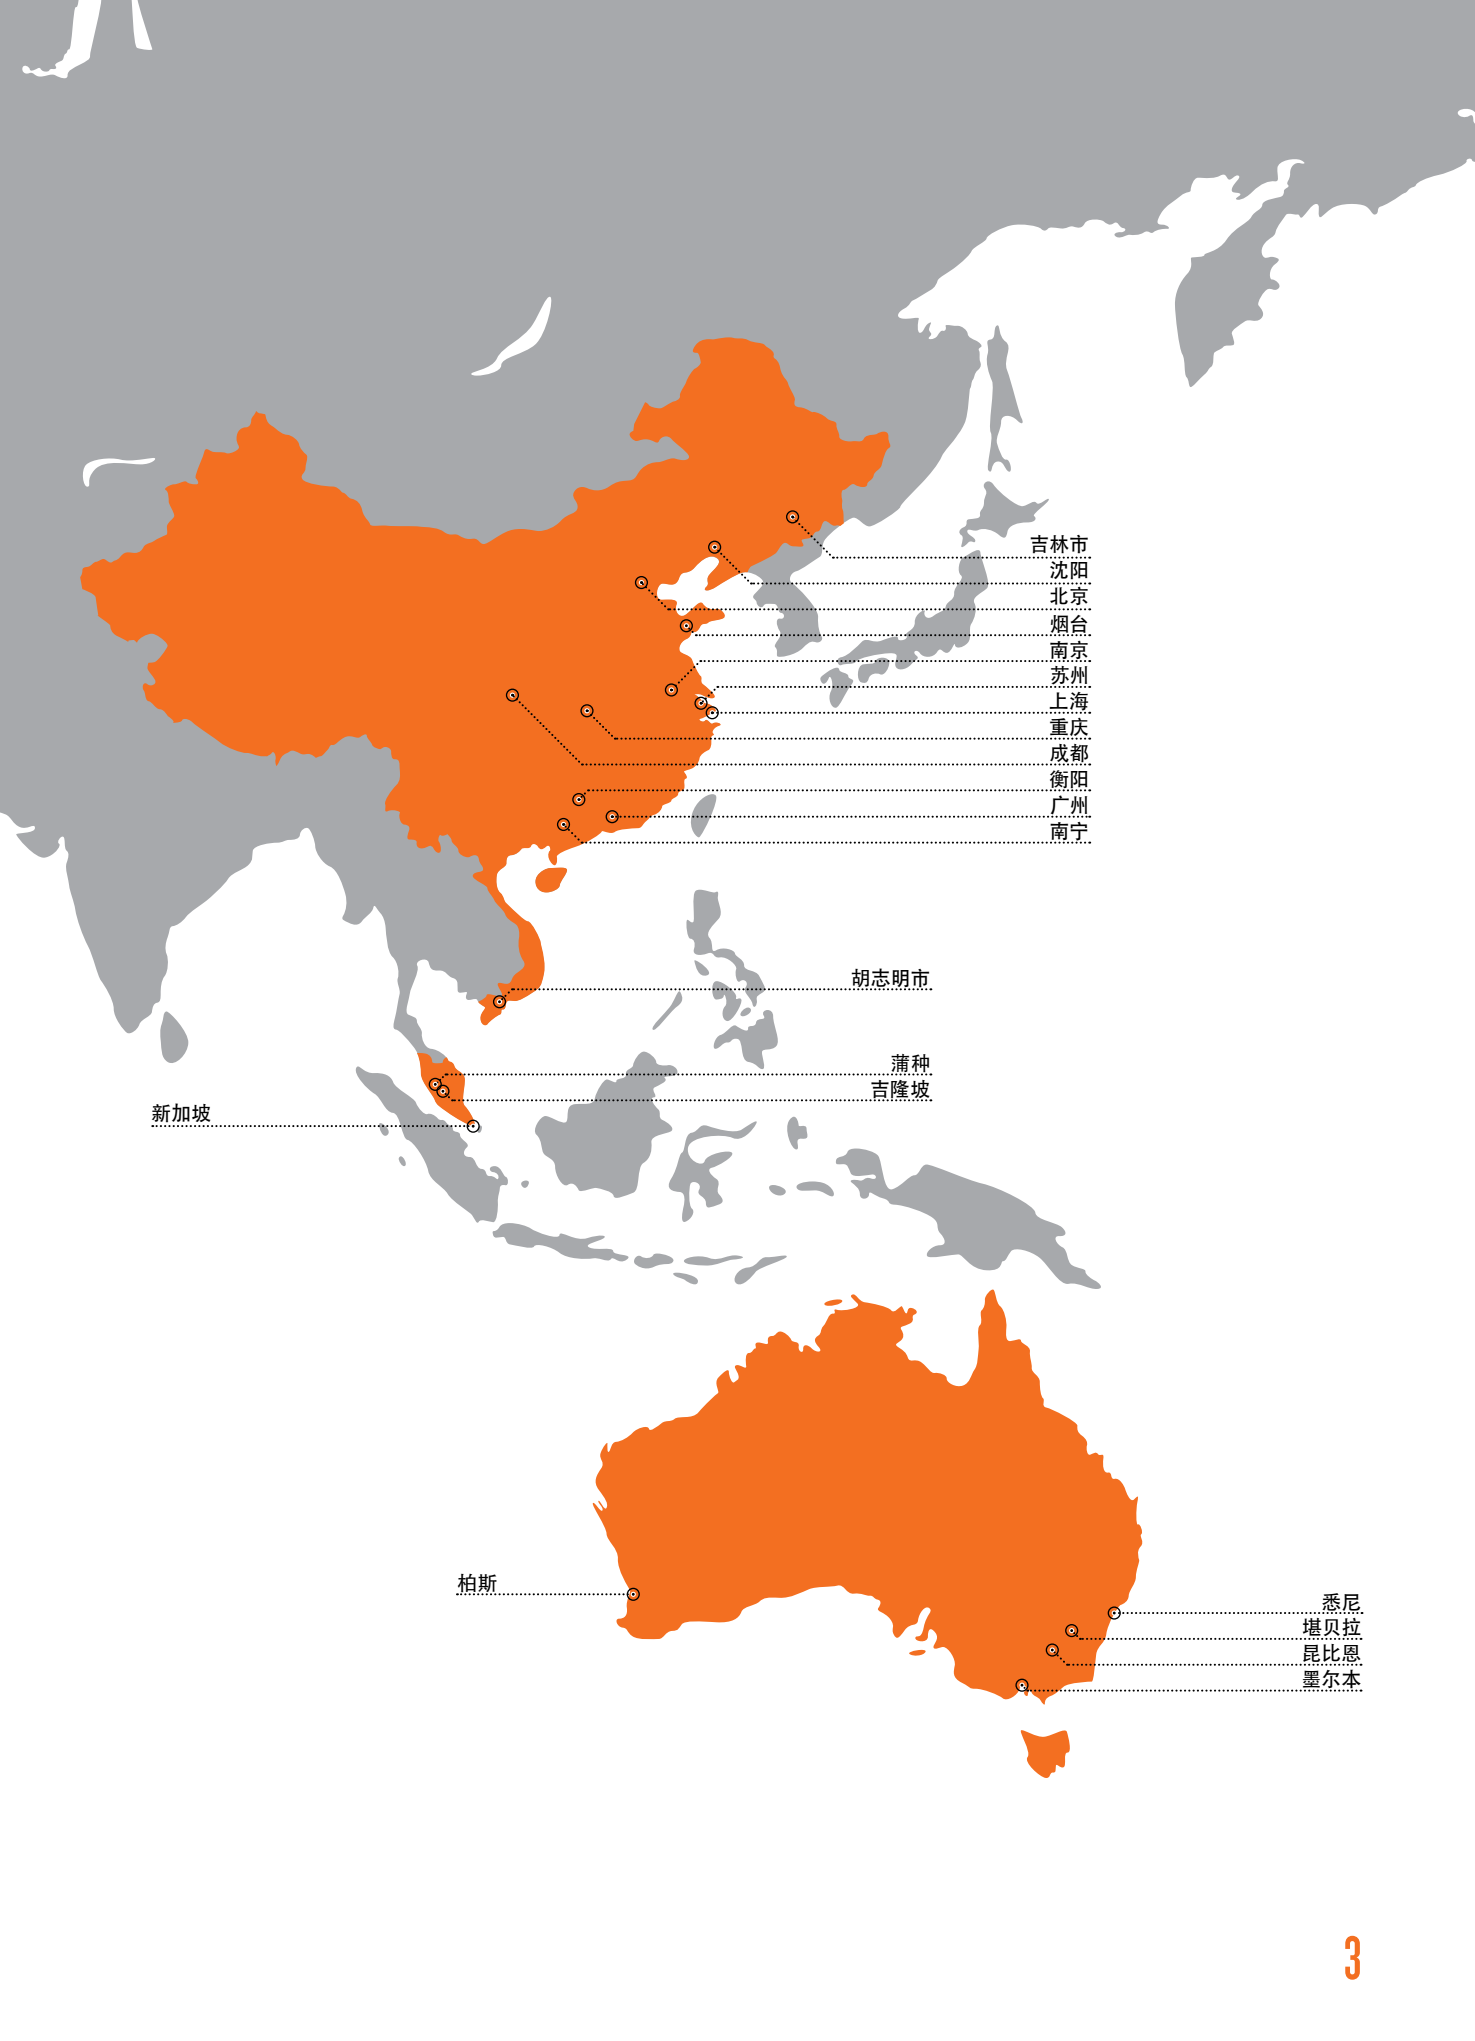 吉林市
沈阳
北京
烟台
南京
苏州
上海
重庆
成都
衡阳
广州
南宁
胡志明市
蒲种
吉隆坡
新加坡
柏斯
悉尼
堪贝拉
昆比恩
墨尔本
3